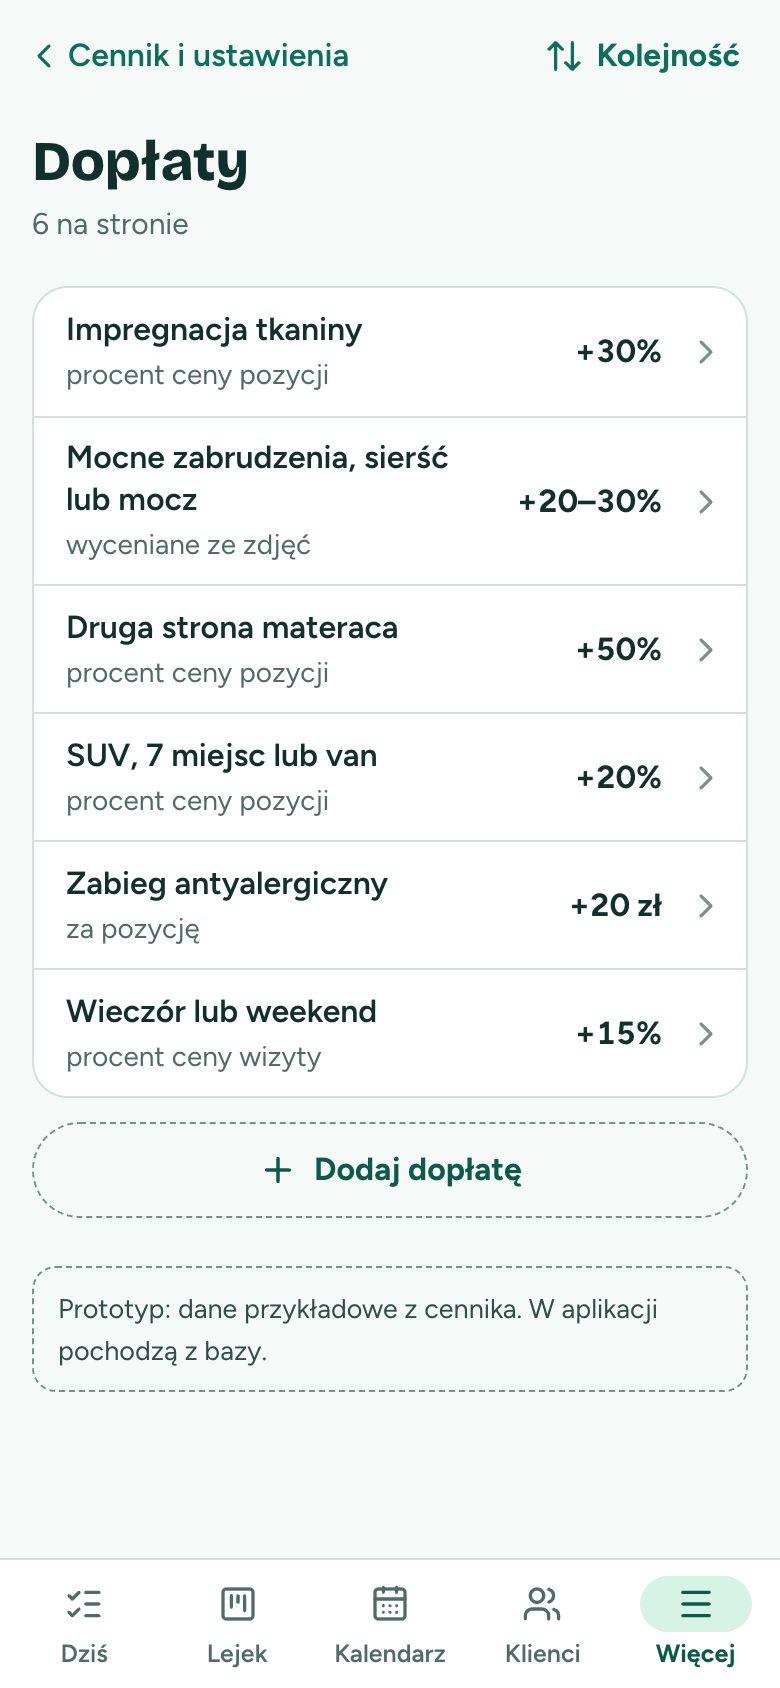 Cennik i ustawienia
Kolejność
Dopłaty
6 na stronie
Impregnacja tkaniny
procent ceny pozycji
+30%
Mocne zabrudzenia, sierść
lub mocz
wyceniane ze zdjęć
+20–30%
Druga strona materaca
procent ceny pozycji
+50%
SUV, 7 miejsc lub van
procent ceny pozycji
+20%
Zabieg antyalergiczny
za pozycję
+20 zł
Wieczór lub weekend
procent ceny wizyty
+15%
Dodaj dopłatę
Prototyp: dane przykładowe z cennika. W aplikacji
pochodzą z bazy.
Dziś
Lejek
Kalendarz
Klienci
Więcej